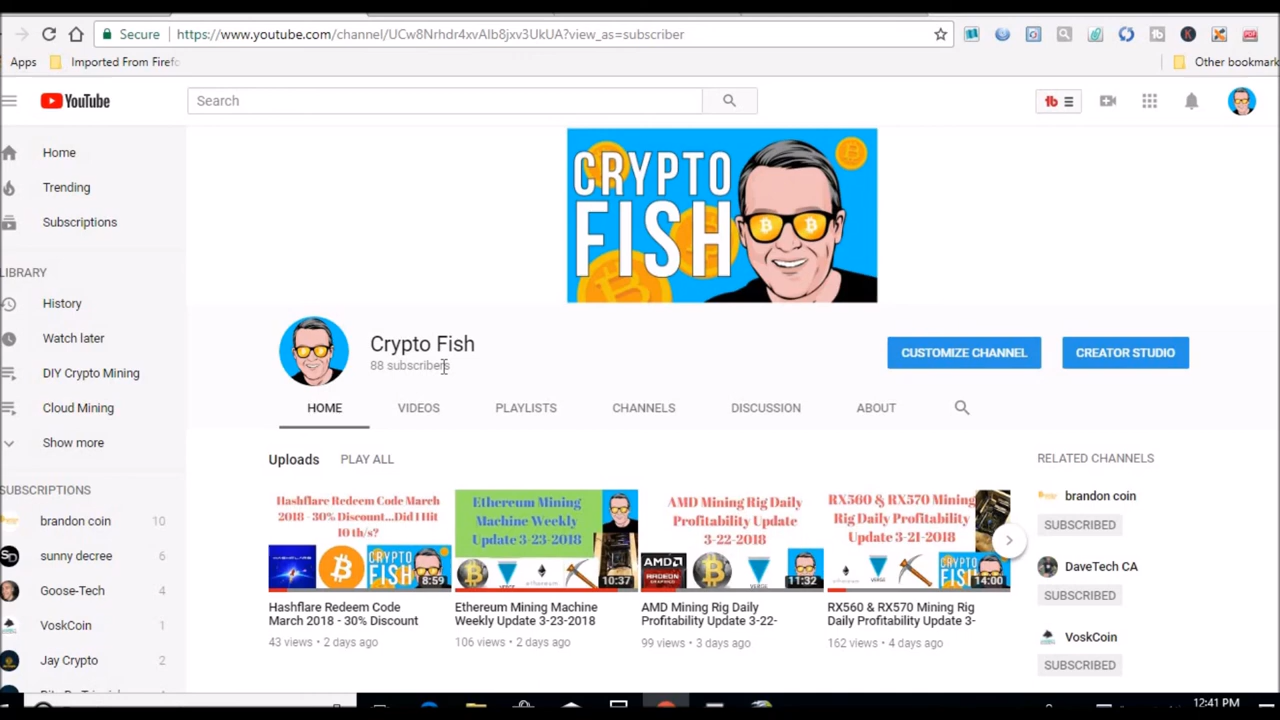 Secure
https://www.youtube.com/channel/UCw8Nrhdr4xvAIb8jxv3UkUA?view_as=subscriber
Apps
Imported From Firefo
Other bookmark
YouTube
Search
tb
Home
Trending
Subscriptions
LIBRARY
History
Watch later
DIY Crypto Mining
Cloud Mining
Show more
SUBSCRIPTIONS
brandon coin 10
sunny decree 6
Goose-Tech 4
VoskCoin 1
Jay Crypto 2
CRYPTO
FISH
Crypto Fish
88 subscribers
CUSTOMIZE CHANNEL
CREATOR STUDIO
HOME
VIDEOS
PLAYLISTS
CHANNELS
DISCUSSION
ABOUT
Uploads
PLAY ALL
Hashflare Redeem Code March
2018 - 30% Discount...Did I Hit
10 th/s?
CRYPTO
FISH
8:59
Hashflare Redeem Code
March 2018 - 30% Discount
43 views • 2 days ago
Ethereum Mining
Machine Weekly
Update 3-23-2018
10:37
Ethereum Mining Machine
Weekly Update 3-23-2018
106 views • 2 days ago
AMD Mining Rig Daily
Profitability Update
3-22-2018
AMD
RADEON
GRAPHICS
VERGE
11:32
AMD Mining Rig Daily
Profitability Update 3-22-
99 views • 3 days ago
RX560 & RX570 Mining
Rig Daily Profitability
Update 3-21-2018
ethereum
VERGE
14:00
RX560 & RX570 Mining Rig
Daily Profitability Update 3-
162 views • 4 days ago
RELATED CHANNELS
brandon coin
SUBSCRIBED
DaveTech CA
SUBSCRIBED
VoskCoin
SUBSCRIBED
12:41 PM